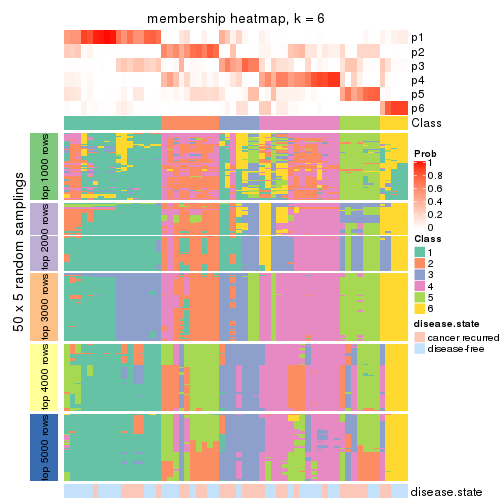 membership heatmap, k = 6
p1
p2
p3
p4
p5
p6
Class
50 x 5 random samplings
top 1000 rows
top 2000 rows
top 3000 rows
top 4000 rows
top 5000 rows
disease.state
Prob
1
0.8
0.6
0.4
0.2
0
Class
1
2
3
4
5
6
disease.state
cancer recurred
disease-free